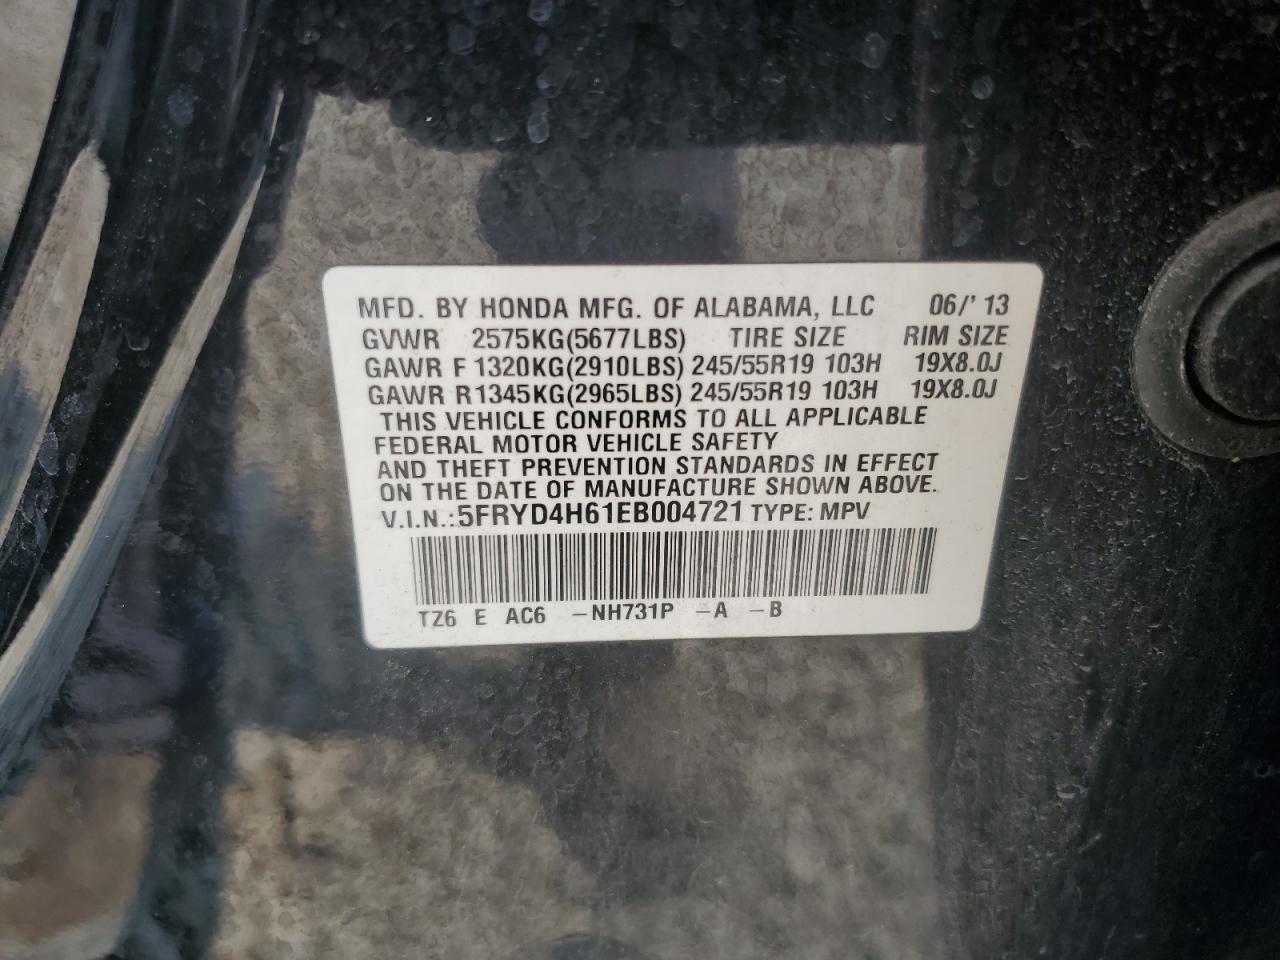 MFD. BY HONDA MFG. OF ALABAMA, LLC 06/' 13
GVWR 2575KG(5677LBS) TIRE SIZE RIM SIZE
GAWR F 1320KG(2910LBS) 245/55R19 103H 19X8.0J
GAWR R1345KG(2965LBS) 245/55R19 103H 19X8.0J
THIS VEHICLE CONFORMS TO ALL APPLICABLE
FEDERAL MOTOR VEHICLE SAFETY
AND THEFT PREVENTION STANDARDS IN EFFECT
ON THE DATE OF MANUFACTURE SHOWN ABOVE.
V.I.N.:5FRYD4H61EB004721 TYPE: MPV
TZ6 E AC6 -NH731P -A -B